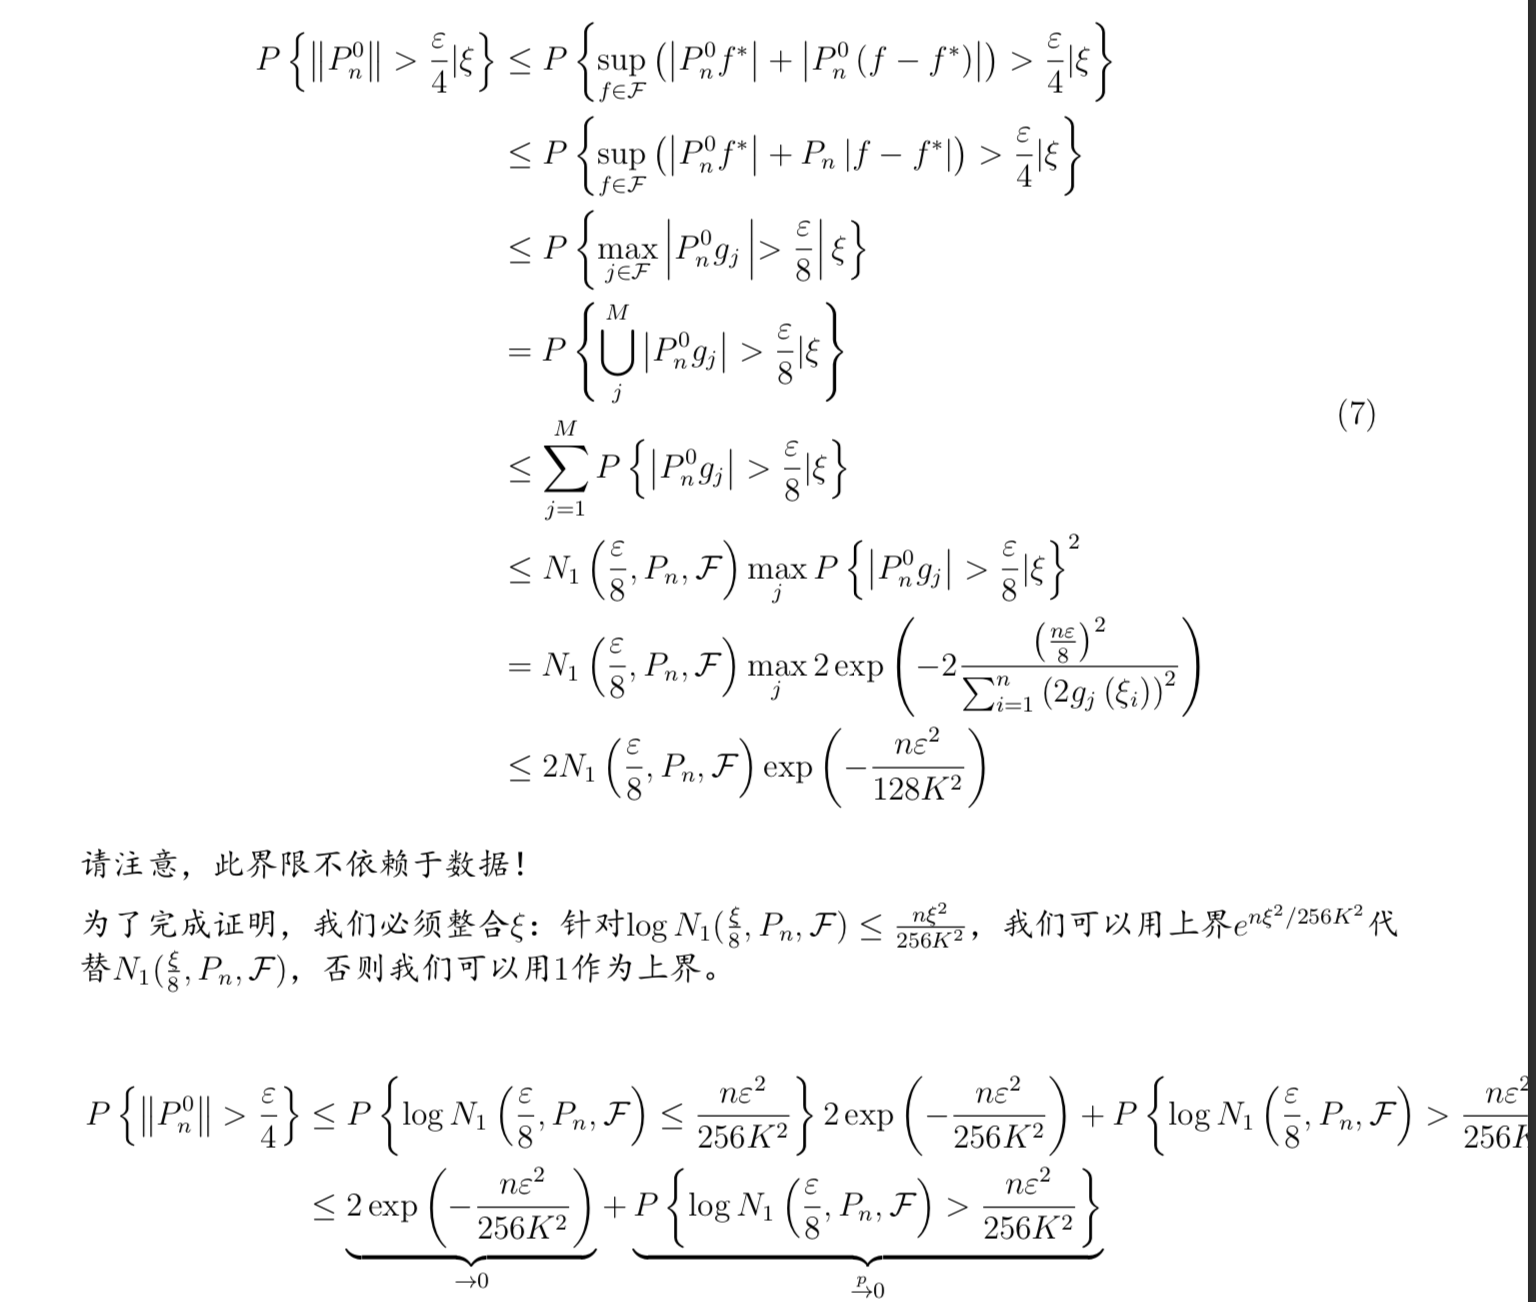 $P\left\{\left\|P_n^0\right\| > \frac{\varepsilon}{4} | \xi\right\} \leq P\left\{\sup_{f \in \mathcal{F}} \left(\left|P_n^0 f^*\right| + \left|P_n^0 (f - f^*)\right|\right) > \frac{\varepsilon}{4} | \xi\right\}$
$\leq P\left\{\sup_{f \in \mathcal{F}} \left(\left|P_n^0 f^*\right| + P_n \left|f - f^*\right|\right) > \frac{\varepsilon}{4} | \xi\right\}$
$\leq P\left\{\max_{j \in \mathcal{F}} \left|P_n^0 g_j\right| > \frac{\varepsilon}{8} \Big| \xi\right\}$
$= P\left\{\bigcup_j^M \left|P_n^0 g_j\right| > \frac{\varepsilon}{8} | \xi\right\}$
(7)
$\leq \sum_{j=1}^M P\left\{\left|P_n^0 g_j\right| > \frac{\varepsilon}{8} | \xi\right\}$
$\leq N_1\left(\frac{\varepsilon}{8}, P_n, \mathcal{F}\right) \max_j P\left\{\left|P_n^0 g_j\right| > \frac{\varepsilon}{8} | \xi\right\}^2$
$= N_1\left(\frac{\varepsilon}{8}, P_n, \mathcal{F}\right) \max_j 2 \exp\left(-2 \frac{\left(\frac{n\varepsilon}{8}\right)^2}{\sum_{i=1}^n \left(2 g_j (\xi_i)\right)^2}\right)$
$\leq 2 N_1\left(\frac{\varepsilon}{8}, P_n, \mathcal{F}\right) \exp\left(-\frac{n\varepsilon^2}{128K^2}\right)$
请注意，此界限不依赖于数据！
为了完成证明，我们必须整合$\xi$：针对$\log N_1(\frac{\xi}{8}, P_n, \mathcal{F}) \leq \frac{n\xi^2}{256K^2}$，我们可以用上界$e^{n\xi^2/256K^2}$代
替$N_1(\frac{\xi}{8}, P_n, \mathcal{F})$，否则我们可以用1作为上界。
$P\left\{\left\|P_n^0\right\| > \frac{\varepsilon}{4}\right\} \leq P\left\{\log N_1\left(\frac{\varepsilon}{8}, P_n, \mathcal{F}\right) \leq \frac{n\varepsilon^2}{256K^2}\right\} 2 \exp\left(-\frac{n\varepsilon^2}{256K^2}\right) + P\left\{\log N_1\left(\frac{\varepsilon}{8}, P_n, \mathcal{F}\right) > \frac{n\varepsilon^2}{256K}$
$\leq \underbrace{2 \exp\left(-\frac{n\varepsilon^2}{256K^2}\right)}_{\to 0} + \underbrace{P\left\{\log N_1\left(\frac{\varepsilon}{8}, P_n, \mathcal{F}\right) > \frac{n\varepsilon^2}{256K^2}\right\}}_{\overset{p}{\to} 0}$